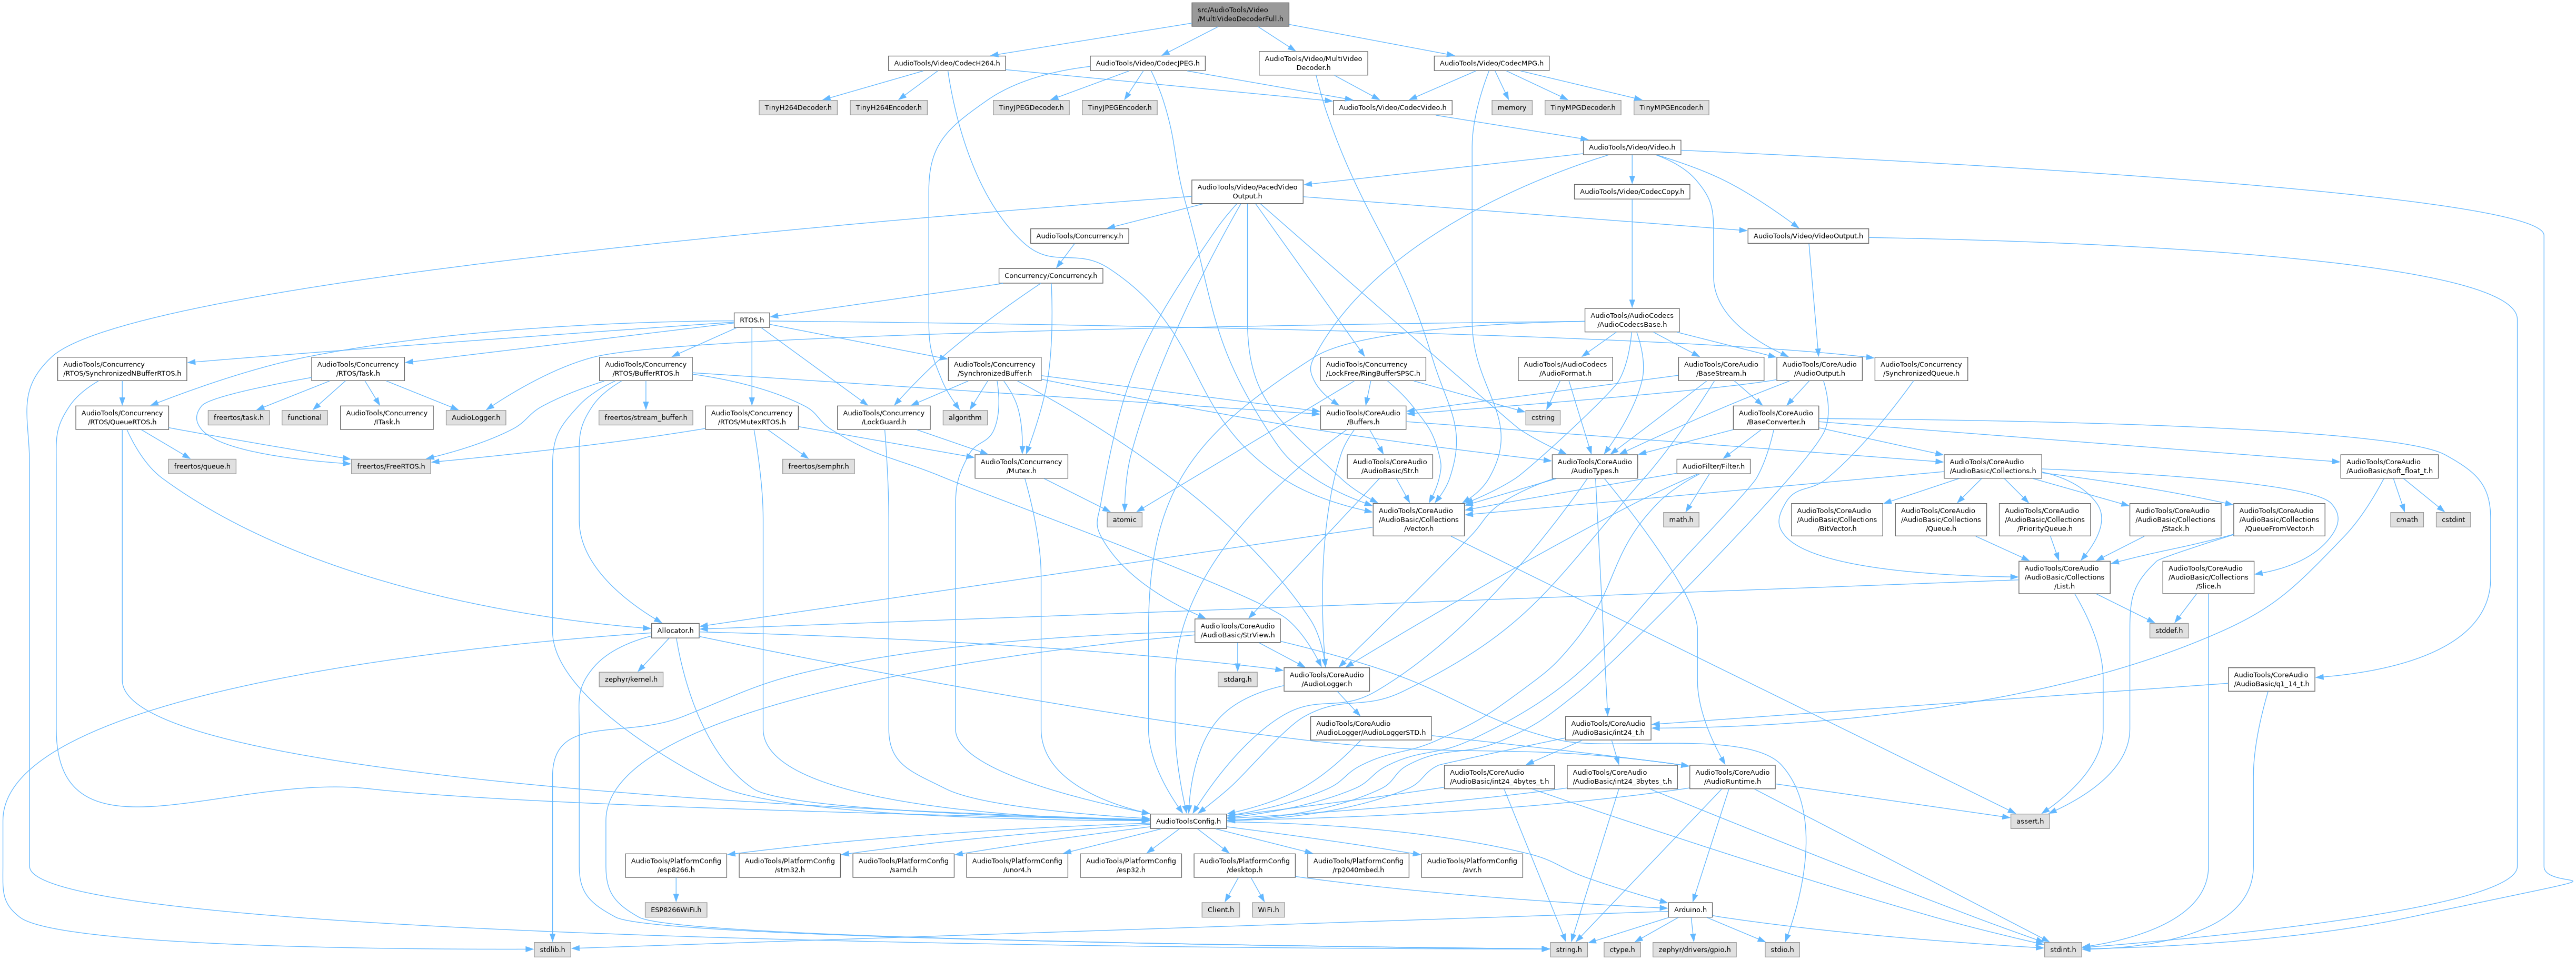 src/AudioTools/Video
/MultiVideoDecoderFull.h
AudioTools/Video/CodecH264.h
AudioTools/Video/CodecJPEG.h
AudioTools/Video/MultiVideo
Decoder.h
AudioTools/Video/CodecMPG.h
TinyH264Decoder.h
TinyH264Encoder.h
TinyJPEGDecoder.h
TinyJPEGEncoder.h
AudioTools/Video/CodecVideo.h
memory
TinyMPGDecoder.h
TinyMPGEncoder.h
AudioTools/Video/Video.h
AudioTools/Video/PacedVideo
Output.h
AudioTools/Video/CodecCopy.h
AudioTools/Concurrency.h
AudioTools/Video/VideoOutput.h
Concurrency/Concurrency.h
RTOS.h
AudioTools/AudioCodecs
/AudioCodecsBase.h
AudioTools/Concurrency
/RTOS/SynchronizedNBufferRTOS.h
AudioTools/Concurrency
/RTOS/Task.h
AudioTools/Concurrency
/RTOS/BufferRTOS.h
AudioTools/Concurrency
/SynchronizedBuffer.h
AudioTools/Concurrency
/LockFree/RingBufferSPSC.h
AudioTools/AudioCodecs
/AudioFormat.h
AudioTools/CoreAudio
/BaseStream.h
AudioTools/CoreAudio
/AudioOutput.h
AudioTools/Concurrency
/SynchronizedQueue.h
AudioTools/Concurrency
/RTOS/QueueRTOS.h
freertos/task.h
functional
AudioTools/Concurrency
/ITask.h
AudioLogger.h
freertos/stream_buffer.h
AudioTools/Concurrency
/RTOS/MutexRTOS.h
AudioTools/Concurrency
/LockGuard.h
algorithm
AudioTools/CoreAudio
/Buffers.h
cstring
AudioTools/CoreAudio
/BaseConverter.h
freertos/queue.h
freertos/FreeRTOS.h
freertos/semphr.h
AudioTools/Concurrency
/Mutex.h
AudioTools/CoreAudio
/AudioBasic/Str.h
AudioTools/CoreAudio
/AudioTypes.h
AudioFilter/Filter.h
AudioTools/CoreAudio
/AudioBasic/Collections.h
AudioTools/CoreAudio
/AudioBasic/soft_float_t.h
atomic
AudioTools/CoreAudio
/AudioBasic/Collections
/Vector.h
math.h
AudioTools/CoreAudio
/AudioBasic/Collections
/BitVector.h
AudioTools/CoreAudio
/AudioBasic/Collections
/Queue.h
AudioTools/CoreAudio
/AudioBasic/Collections
/PriorityQueue.h
AudioTools/CoreAudio
/AudioBasic/Collections
/Stack.h
AudioTools/CoreAudio
/AudioBasic/Collections
/QueueFromVector.h
cmath
cstdint
AudioTools/CoreAudio
/AudioBasic/Collections
/List.h
AudioTools/CoreAudio
/AudioBasic/Collections
/Slice.h
Allocator.h
AudioTools/CoreAudio
/AudioBasic/StrView.h
stddef.h
zephyr/kernel.h
stdarg.h
AudioTools/CoreAudio
/AudioLogger.h
AudioTools/CoreAudio
/AudioBasic/q1_14_t.h
AudioTools/CoreAudio
/AudioLogger/AudioLoggerSTD.h
AudioTools/CoreAudio
/AudioBasic/int24_t.h
AudioTools/CoreAudio
/AudioBasic/int24_4bytes_t.h
AudioTools/CoreAudio
/AudioBasic/int24_3bytes_t.h
AudioTools/CoreAudio
/AudioRuntime.h
AudioToolsConfig.h
assert.h
AudioTools/PlatformConfig
/esp8266.h
AudioTools/PlatformConfig
/stm32.h
AudioTools/PlatformConfig
/samd.h
AudioTools/PlatformConfig
/unor4.h
AudioTools/PlatformConfig
/esp32.h
AudioTools/PlatformConfig
/desktop.h
AudioTools/PlatformConfig
/rp2040mbed.h
AudioTools/PlatformConfig
/avr.h
ESP8266WiFi.h
Client.h
WiFi.h
Arduino.h
stdlib.h
string.h
ctype.h
zephyr/drivers/gpio.h
stdio.h
stdint.h